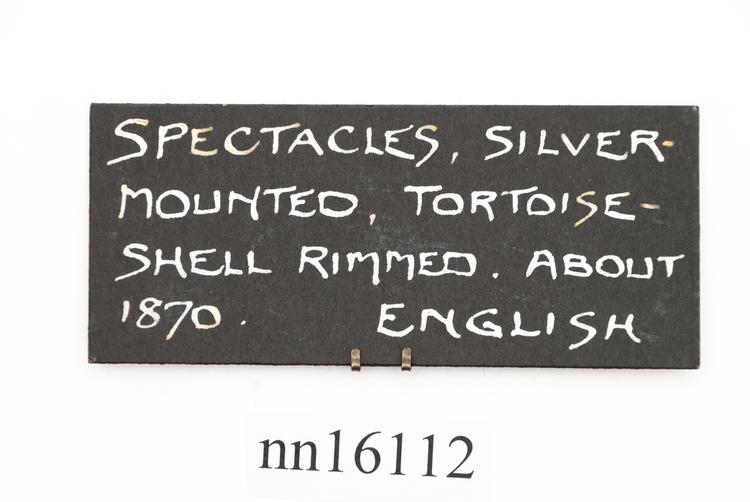 SPECTACLES, SILVER-
MOUNTED, TORTOISE-
SHELL RIMMED. ABOUT
1870. ENGLISH
nn16112